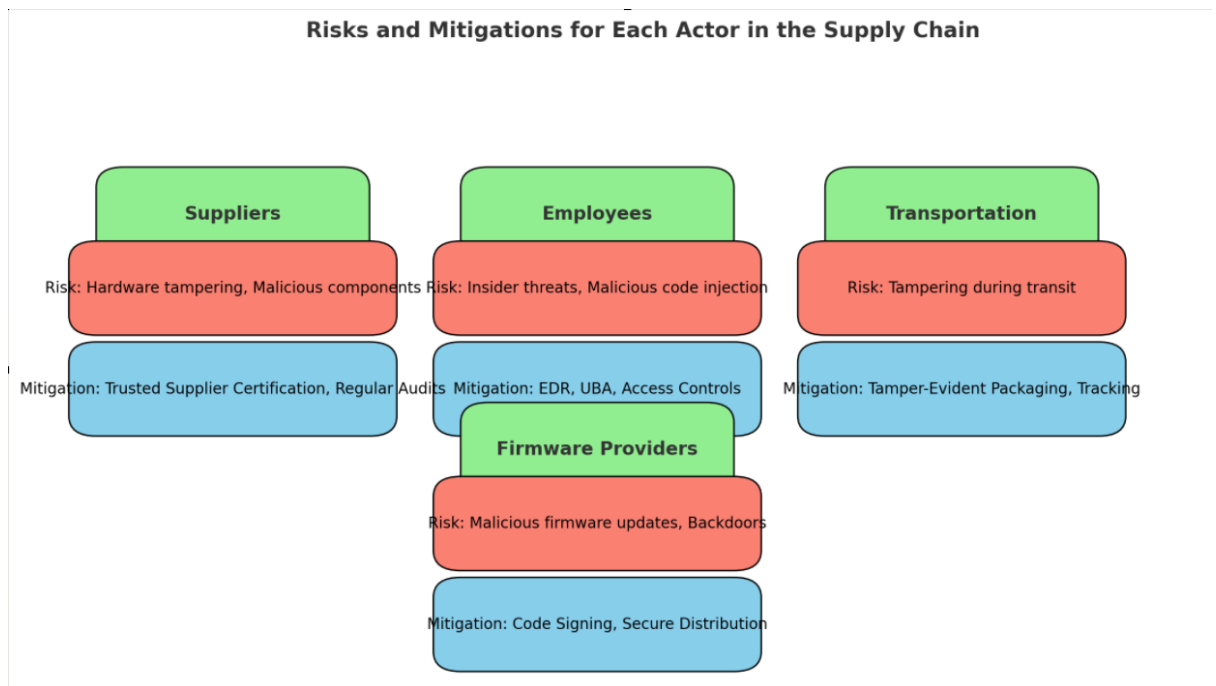 Risks and Mitigations for Each Actor in the Supply Chain
Suppliers
Risk: Hardware tampering, Malicious components
Mitigation: Trusted Supplier Certification, Regular Audits
Employees
Risk: Insider threats, Malicious code injection
Mitigation: EDR, UBA, Access Controls
Transportation
Risk: Tampering during transit
Mitigation: Tamper-Evident Packaging, Tracking
Firmware Providers
Risk: Malicious firmware updates, Backdoors
Mitigation: Code Signing, Secure Distribution